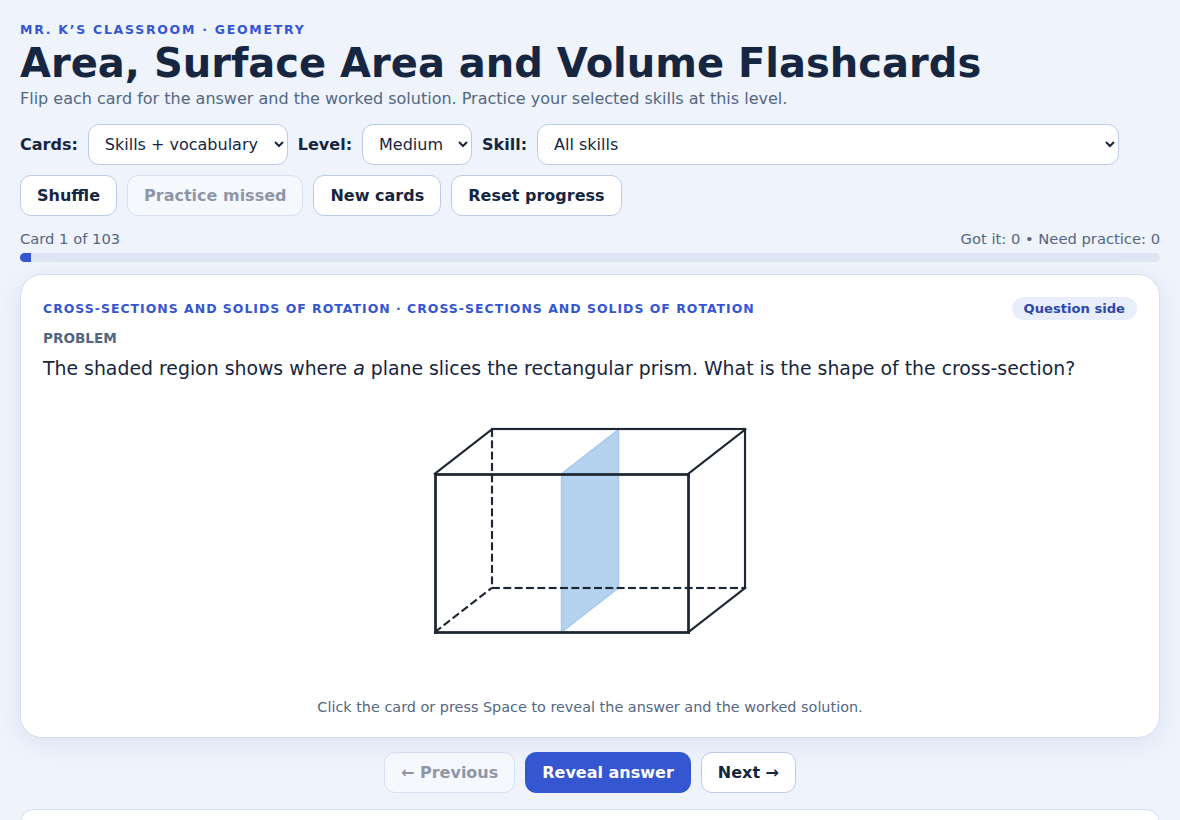 MR. K’S CLASSROOM · GEOMETRY
Area, Surface Area and Volume Flashcards
Flip each card for the answer and the worked solution. Practice your selected skills at this level.
Cards: Skills + vocabulary Level: Medium Skill: All skills
Shuffle Practice missed New cards Reset progress
Card 1 of 103 Got it: 0 • Need practice: 0
CROSS-SECTIONS AND SOLIDS OF ROTATION · CROSS-SECTIONS AND SOLIDS OF ROTATION Question side
PROBLEM
The shaded region shows where a plane slices the rectangular prism. What is the shape of the cross-section?
Click the card or press Space to reveal the answer and the worked solution.
← Previous Reveal answer Next →